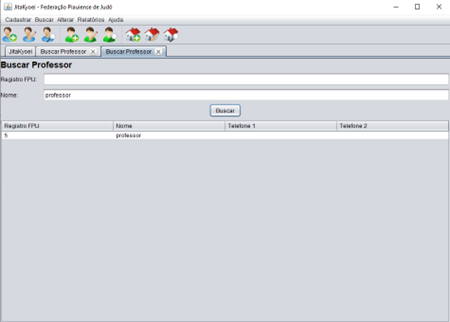 JitaKyoei - Federação Piauiense de Judô
Cadastrar Buscar Alterar Relatórios Ajuda
JitaKyoei Buscar Professor Buscar Professor
Buscar Professor
Registro FPU:
Nome: professor
Buscar
Registro FPU Nome Telefone 1 Telefone 2
5 professor